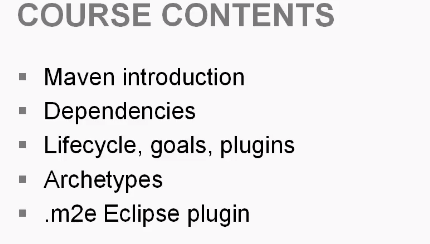 COURSE CONTENTS
▪ Maven introduction
▪ Dependencies
▪ Lifecycle, goals, plugins
▪ Archetypes
▪ .m2e Eclipse plugin